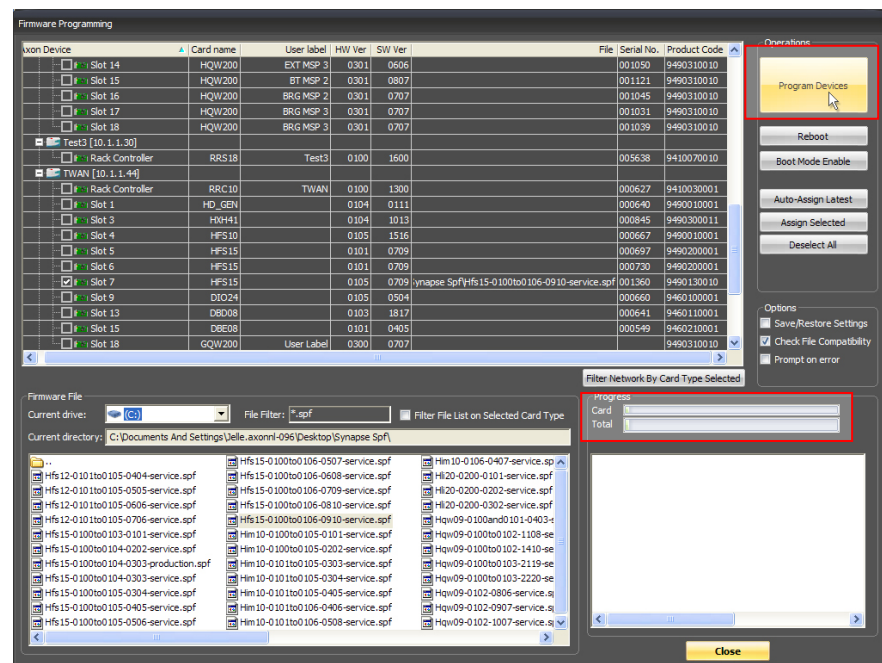 Firmware Programming
Axon Device Card name User label HW Ver SW Ver File Serial No. Product Code
Slot 14 HQW200 EXT MSP 3 0301 0606 001050 9490310010
Slot 15 HQW200 BT MSP 2 0301 0807 001121 9490310010
Slot 16 HQW200 BRG MSP 2 0301 0707 001045 9490310010
Slot 17 HQW200 BRG MSP 3 0301 0707 001031 9490310010
Slot 18 HQW200 BRG MSP 3 0301 0707 001039 9490310010
Test3 [10.1.1.30]
Rack Controller RRS18 Test3 0100 1600 005638 9410070010
TWAN [10.1.1.44]
Rack Controller RRC10 TWAN 0100 1300 000627 9410030001
Slot 1 HD_GEN 0104 0111 000640 9490010001
Slot 3 HXH41 0104 1013 000845 9490300011
Slot 4 HFS10 0105 1516 000667 9490010001
Slot 5 HFS15 0101 0709 000697 9490200001
Slot 6 HFS15 0101 0709 000730 9490200001
Slot 7 HFS15 0105 0709 ynapse Spf\Hfs15-0100to0106-0910-service.spf 001360 9490130010
Slot 9 DIO24 0105 0504 000660 9460100001
Slot 13 DBD08 0103 1817 000641 9460110001
Slot 15 DBE08 0101 0405 000549 9460210001
Slot 18 GQW200 User Label 0300 0707 9490310010
Operations
Program Devices
Reboot
Boot Mode Enable
Auto-Assign Latest
Assign Selected
Deselect All
Options
Save/Restore Settings
Check File Compatibility
Prompt on error
Filter Network By Card Type Selected
Firmware File
Current drive: (C:) File Filter: *.spf Filter File List on Selected Card Type
Current directory: C:\Documents And Settings\Jelle.axonnl-096\Desktop\Synapse Spf\
..
Hfs12-0101to0105-0404-service.spf
Hfs12-0101to0105-0505-service.spf
Hfs12-0101to0105-0606-service.spf
Hfs12-0101to0105-0706-service.spf
Hfs15-0100to0103-0101-service.spf
Hfs15-0100to0104-0202-service.spf
Hfs15-0100to0104-0303-production.spf
Hfs15-0100to0104-0303-service.spf
Hfs15-0100to0105-0304-service.spf
Hfs15-0100to0105-0405-service.spf
Hfs15-0100to0105-0506-service.spf
Hfs15-0100to0106-0507-service.spf
Hfs15-0100to0106-0608-service.spf
Hfs15-0100to0106-0709-service.spf
Hfs15-0100to0106-0810-service.spf
Hfs15-0100to0106-0910-service.spf
Him10-0100to0105-0101-service.spf
Him10-0100to0105-0202-service.spf
Him10-0101to0105-0303-service.spf
Him10-0101to0105-0304-service.spf
Him10-0101to0105-0405-service.spf
Him10-0101to0106-0406-service.spf
Him10-0101to0106-0508-service.spf
Him10-0106-0407-service.sp
Hli20-0200-0101-service.spf
Hli20-0200-0202-service.spf
Hli20-0200-0302-service.spf
Hqw09-0100and0101-0403-s
Hqw09-0100to0102-1108-se
Hqw09-0100to0102-1410-se
Hqw09-0100to0103-2119-se
Hqw09-0100to0103-2220-se
Hqw09-0102-0806-service.s
Hqw09-0102-0907-service.s
Hqw09-0102-1007-service.s
Progress
Card
Total
Close